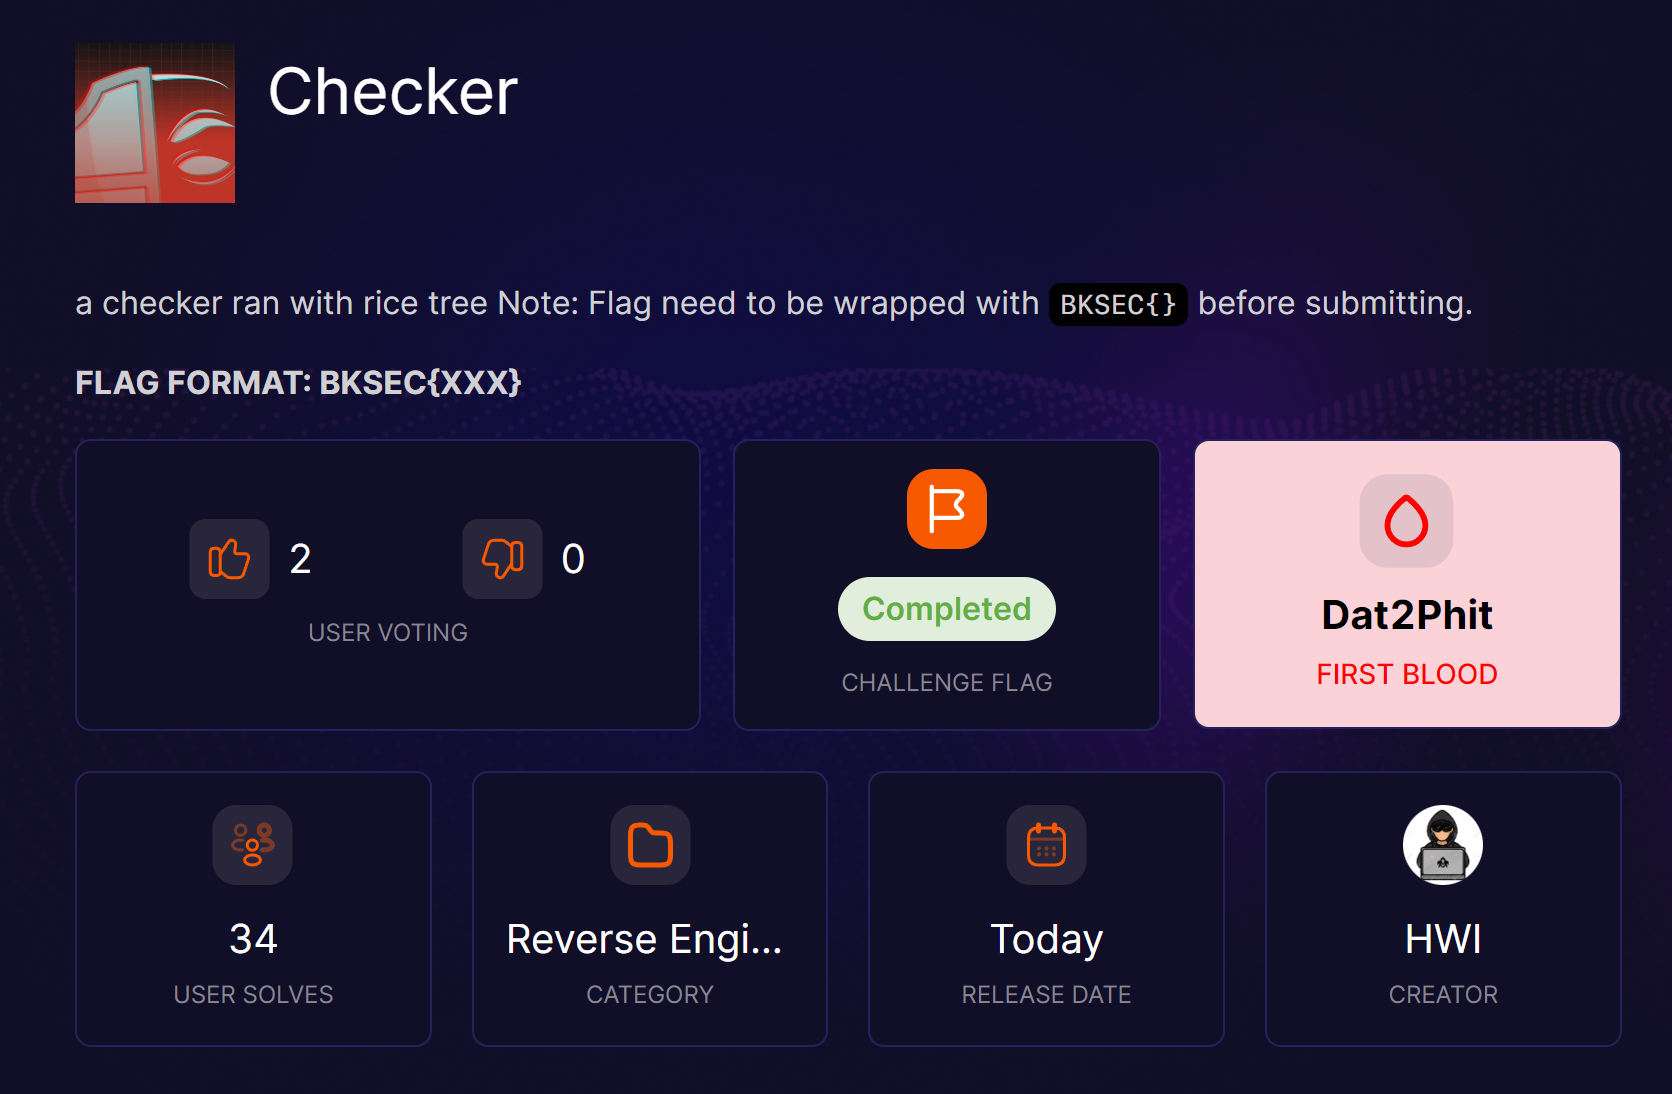 Checker
a checker ran with rice tree Note: Flag need to be wrapped with BKSEC{} before submitting.
FLAG FORMAT: BKSEC{XXX}
2
0
USER VOTING
Completed
CHALLENGE FLAG
Dat2Phit
FIRST BLOOD
34
USER SOLVES
Reverse Engi...
CATEGORY
Today
RELEASE DATE
HWI
CREATOR